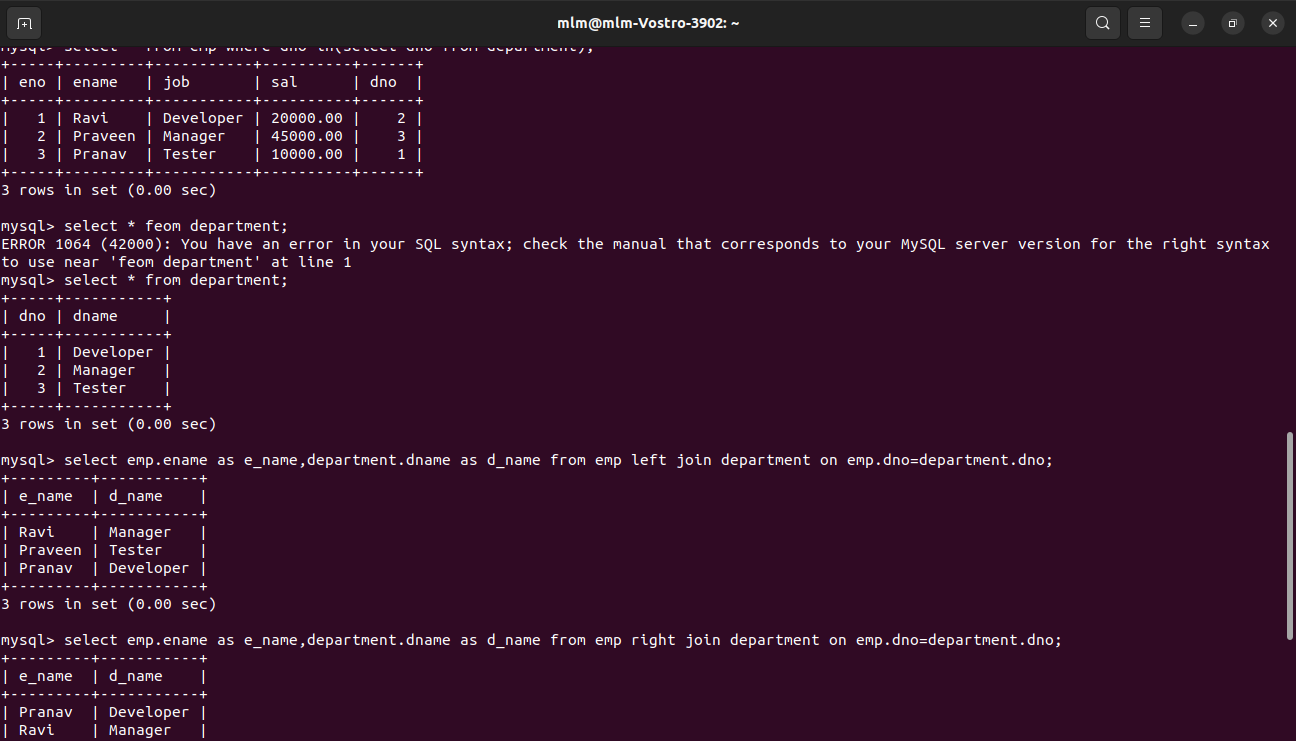 mlm@mlm-Vostro-3902: ~
mysql> select * from emp where dno in(select dno from department);
+-----+---------+-----------+----------+------+
| eno | ename   | job       | sal      | dno  |
+-----+---------+-----------+----------+------+
|   1 | Ravi    | Developer | 20000.00 |    2 |
|   2 | Praveen | Manager   | 45000.00 |    3 |
|   3 | Pranav  | Tester    | 10000.00 |    1 |
+-----+---------+-----------+----------+------+
3 rows in set (0.00 sec)
mysql> select * feom department;
ERROR 1064 (42000): You have an error in your SQL syntax; check the manual that corresponds to your MySQL server version for the right syntax
to use near 'feom department' at line 1
mysql> select * from department;
+-----+-----------+
| dno | dname     |
+-----+-----------+
|   1 | Developer |
|   2 | Manager   |
|   3 | Tester    |
+-----+-----------+
3 rows in set (0.00 sec)
mysql> select emp.ename as e_name,department.dname as d_name from emp left join department on emp.dno=department.dno;
+---------+-----------+
| e_name  | d_name    |
+---------+-----------+
| Ravi    | Manager   |
| Praveen | Tester    |
| Pranav  | Developer |
+---------+-----------+
3 rows in set (0.00 sec)
mysql> select emp.ename as e_name,department.dname as d_name from emp right join department on emp.dno=department.dno;
+---------+-----------+
| e_name  | d_name    |
+---------+-----------+
| Pranav  | Developer |
| Ravi    | Manager   |